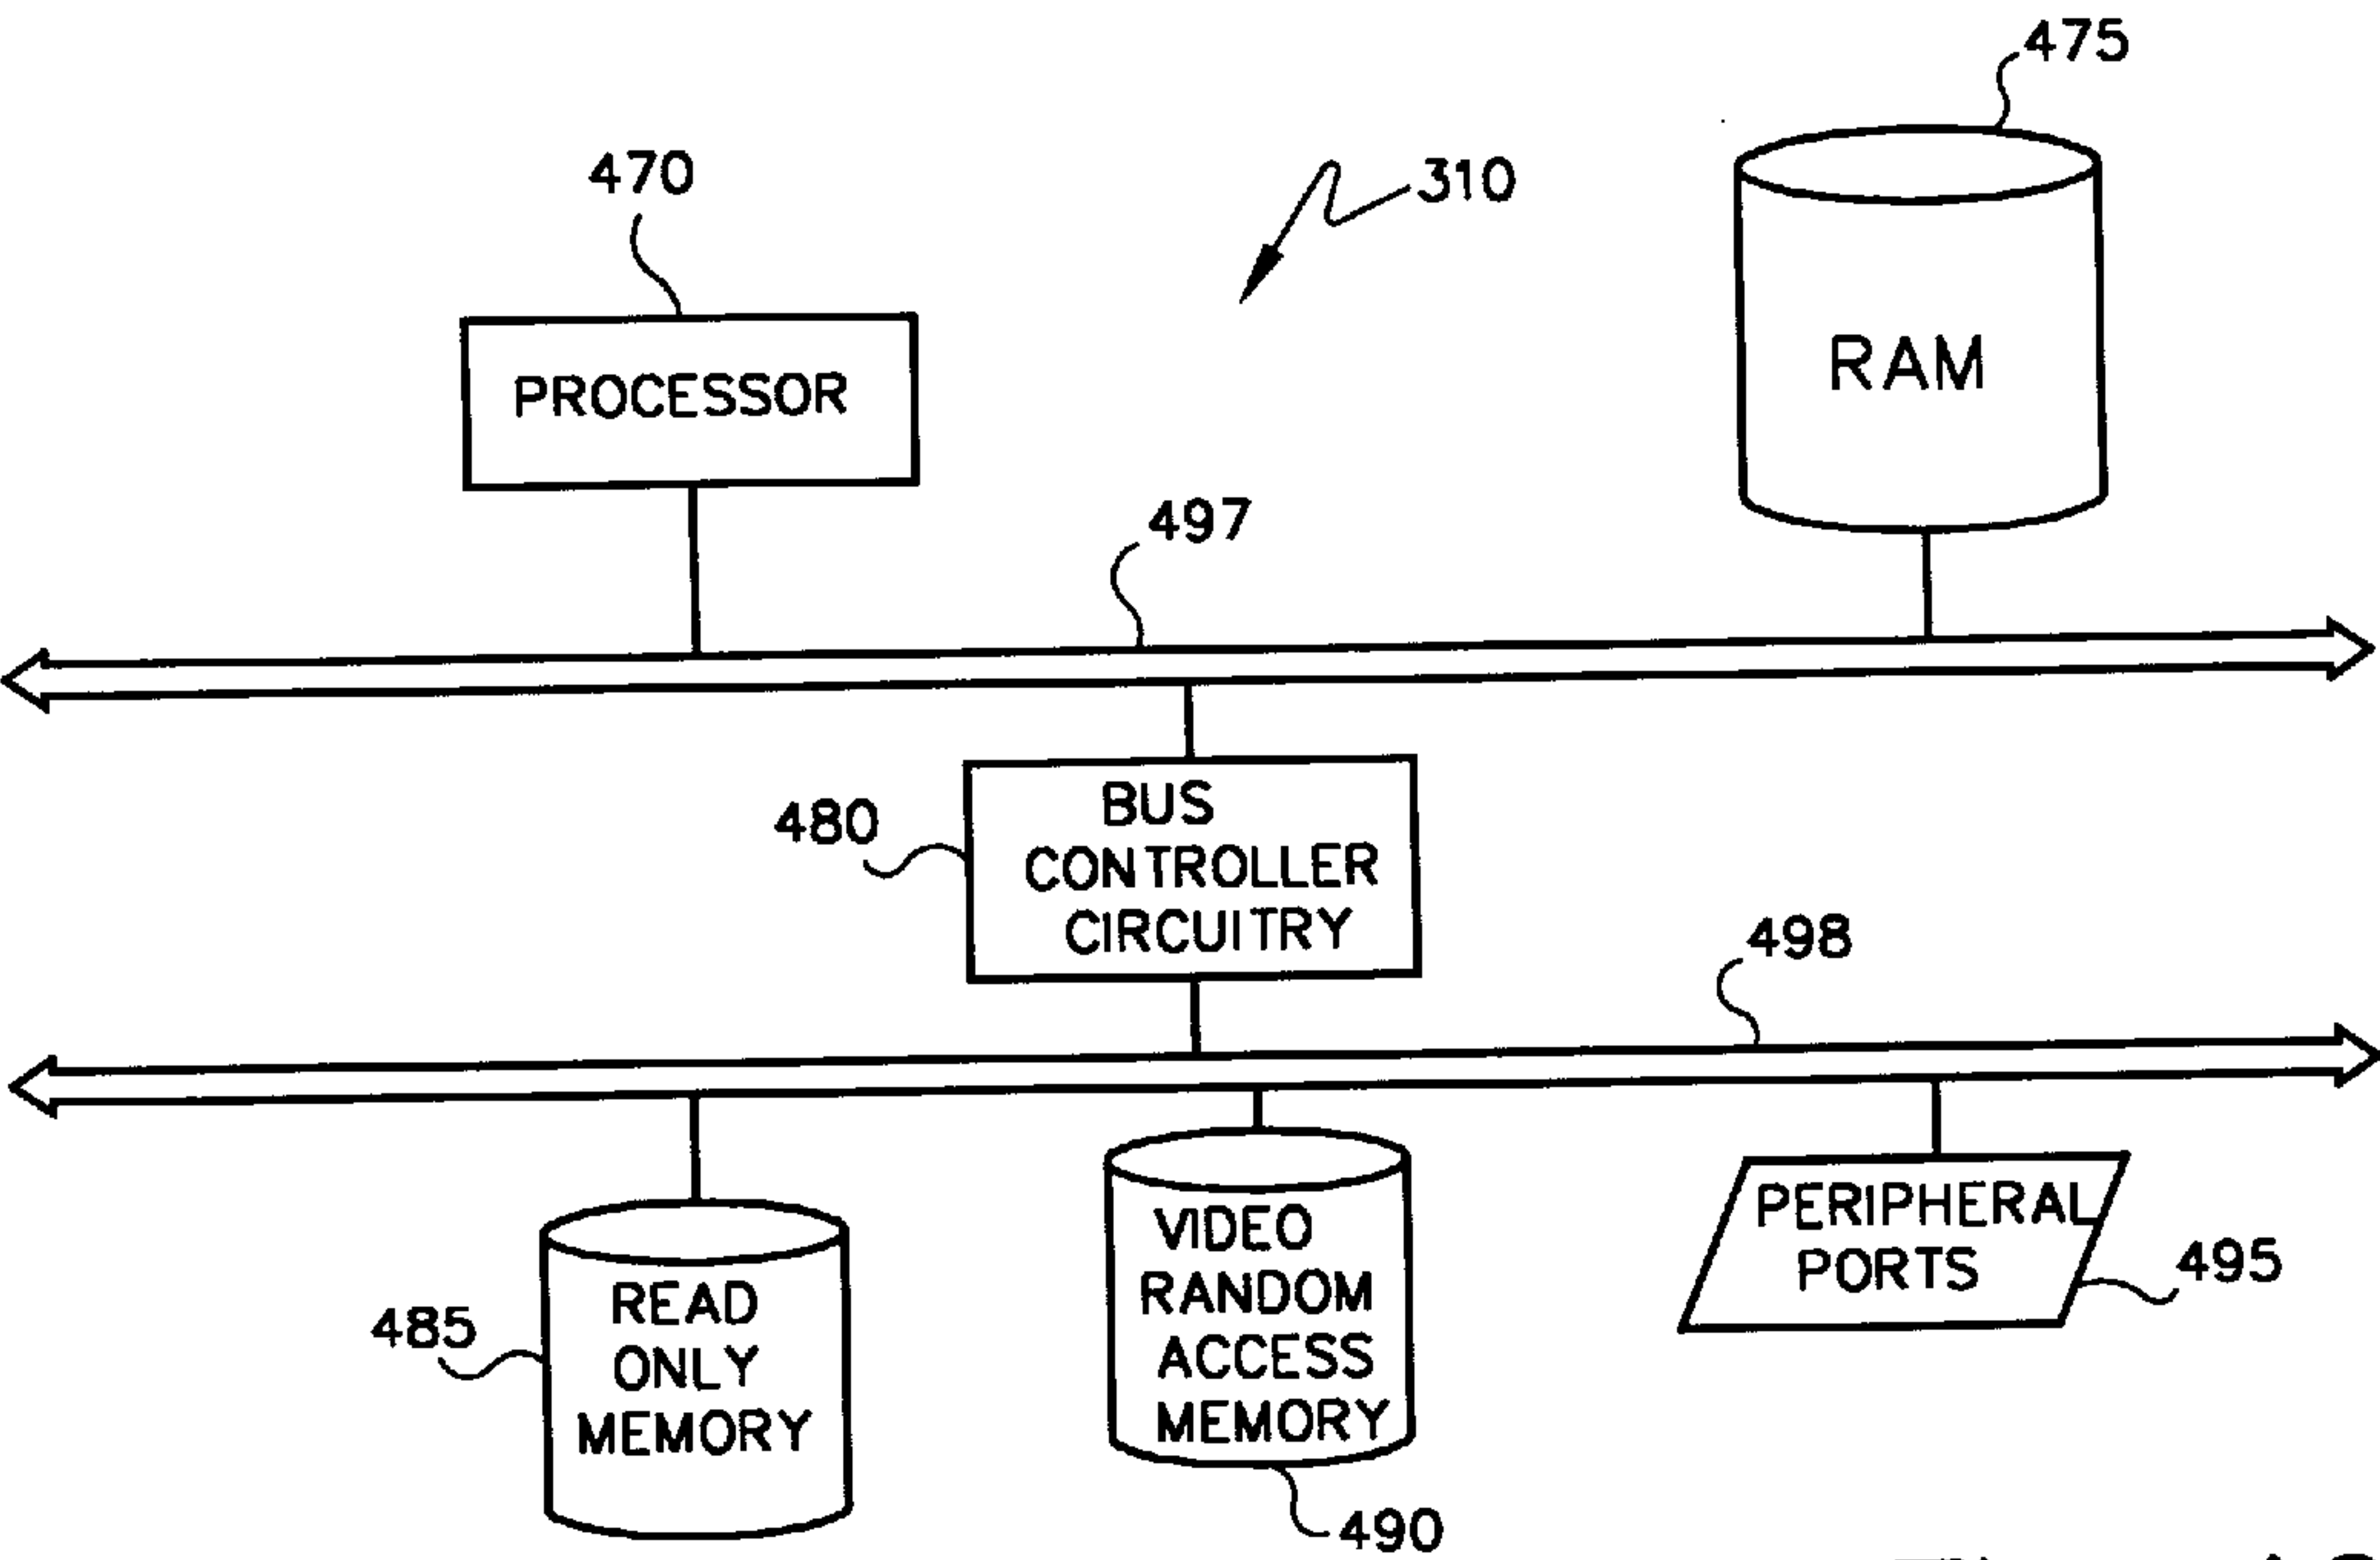 475
470
310
RAM
PROCESSOR
497
BUS
CONTROLLER
CIRCUITRY
480
498
VIDEO
RANDOM
ACCESS
MEMORY
PERIPHERAL
PORTS
495
READ
ONLY
MEMORY
485
490